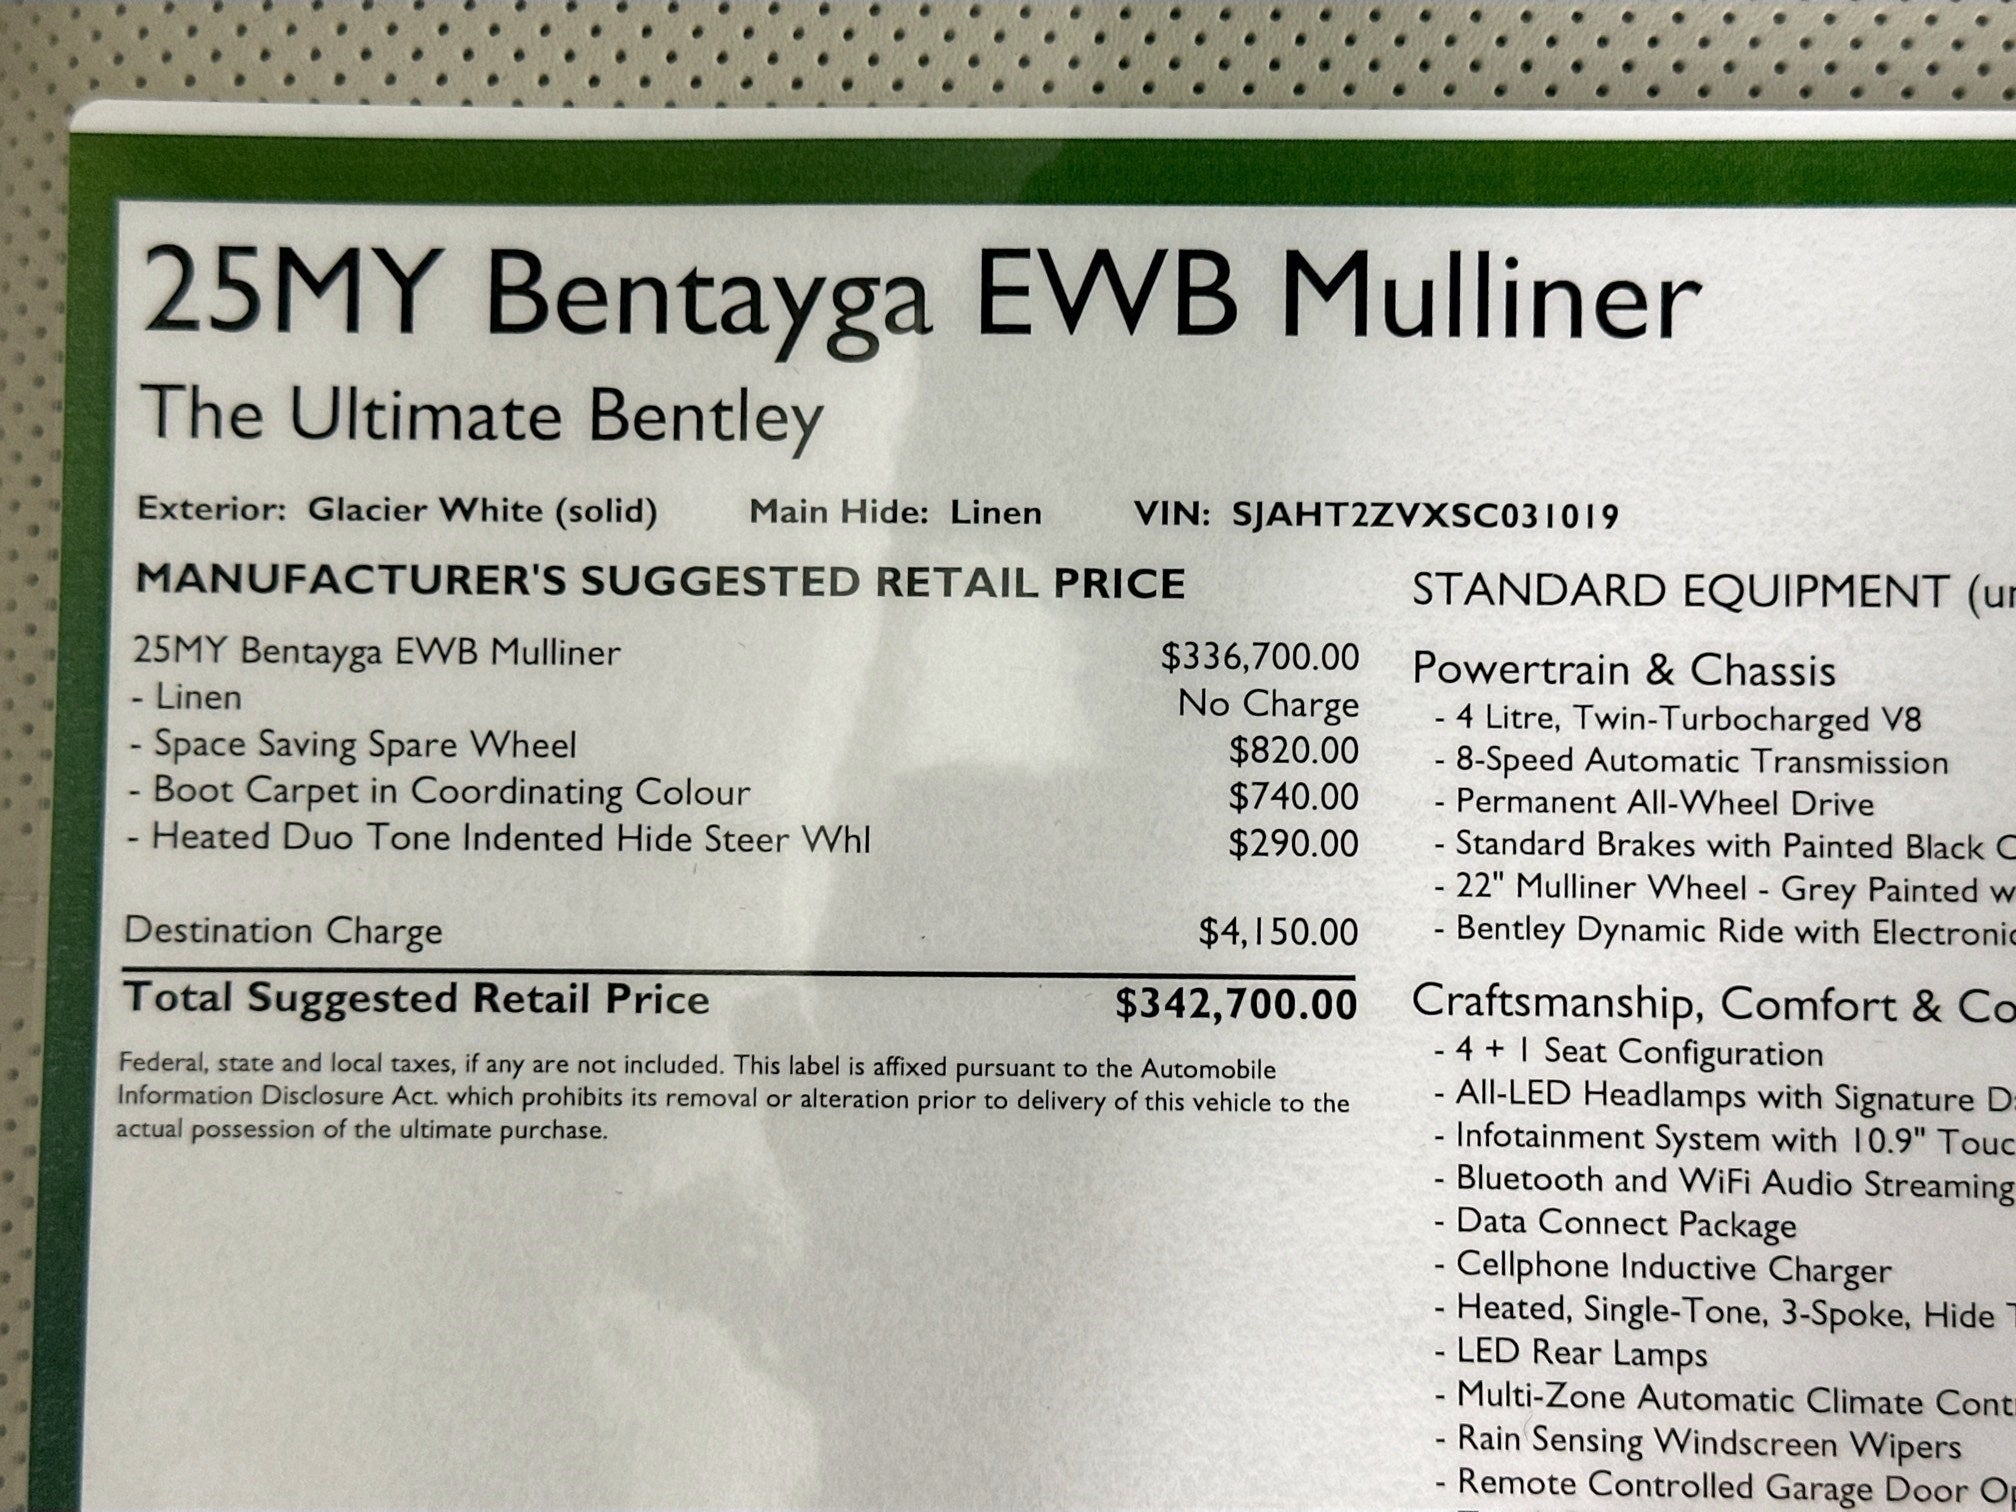 25MY Bentayga EWB Mulliner
The Ultimate Bentley
Exterior: Glacier White (solid) Main Hide: Linen VIN: SJAHT2ZVXSC031019
MANUFACTURER'S SUGGESTED RETAIL PRICE
25MY Bentayga EWB Mulliner $336,700.00
- Linen No Charge
- Space Saving Spare Wheel $820.00
- Boot Carpet in Coordinating Colour $740.00
- Heated Duo Tone Indented Hide Steer Whl $290.00
Destination Charge $4,150.00
Total Suggested Retail Price $342,700.00
Federal, state and local taxes, if any are not included. This label is affixed pursuant to the Automobile
Information Disclosure Act. which prohibits its removal or alteration prior to delivery of this vehicle to the
actual possession of the ultimate purchase.
STANDARD EQUIPMENT
Powertrain & Chassis
- 4 Litre, Twin-Turbocharged V8
- 8-Speed Automatic Transmission
- Permanent All-Wheel Drive
- Standard Brakes with Painted Black
- 22" Mulliner Wheel - Grey Painted
- Bentley Dynamic Ride with
Craftsmanship, Comfort &
- 4 + 1 Seat Configuration
- All-LED Headlamps with Signature
- Infotainment System with 10.9"
- Bluetooth and WiFi Audio Streaming
- Data Connect Package
- Cellphone Inductive Charger
- Heated, Single-Tone, 3-Spoke, Hide
- LED Rear Lamps
- Multi-Zone Automatic Climate
- Rain Sensing Windscreen Wipers
- Remote Controlled Garage Door